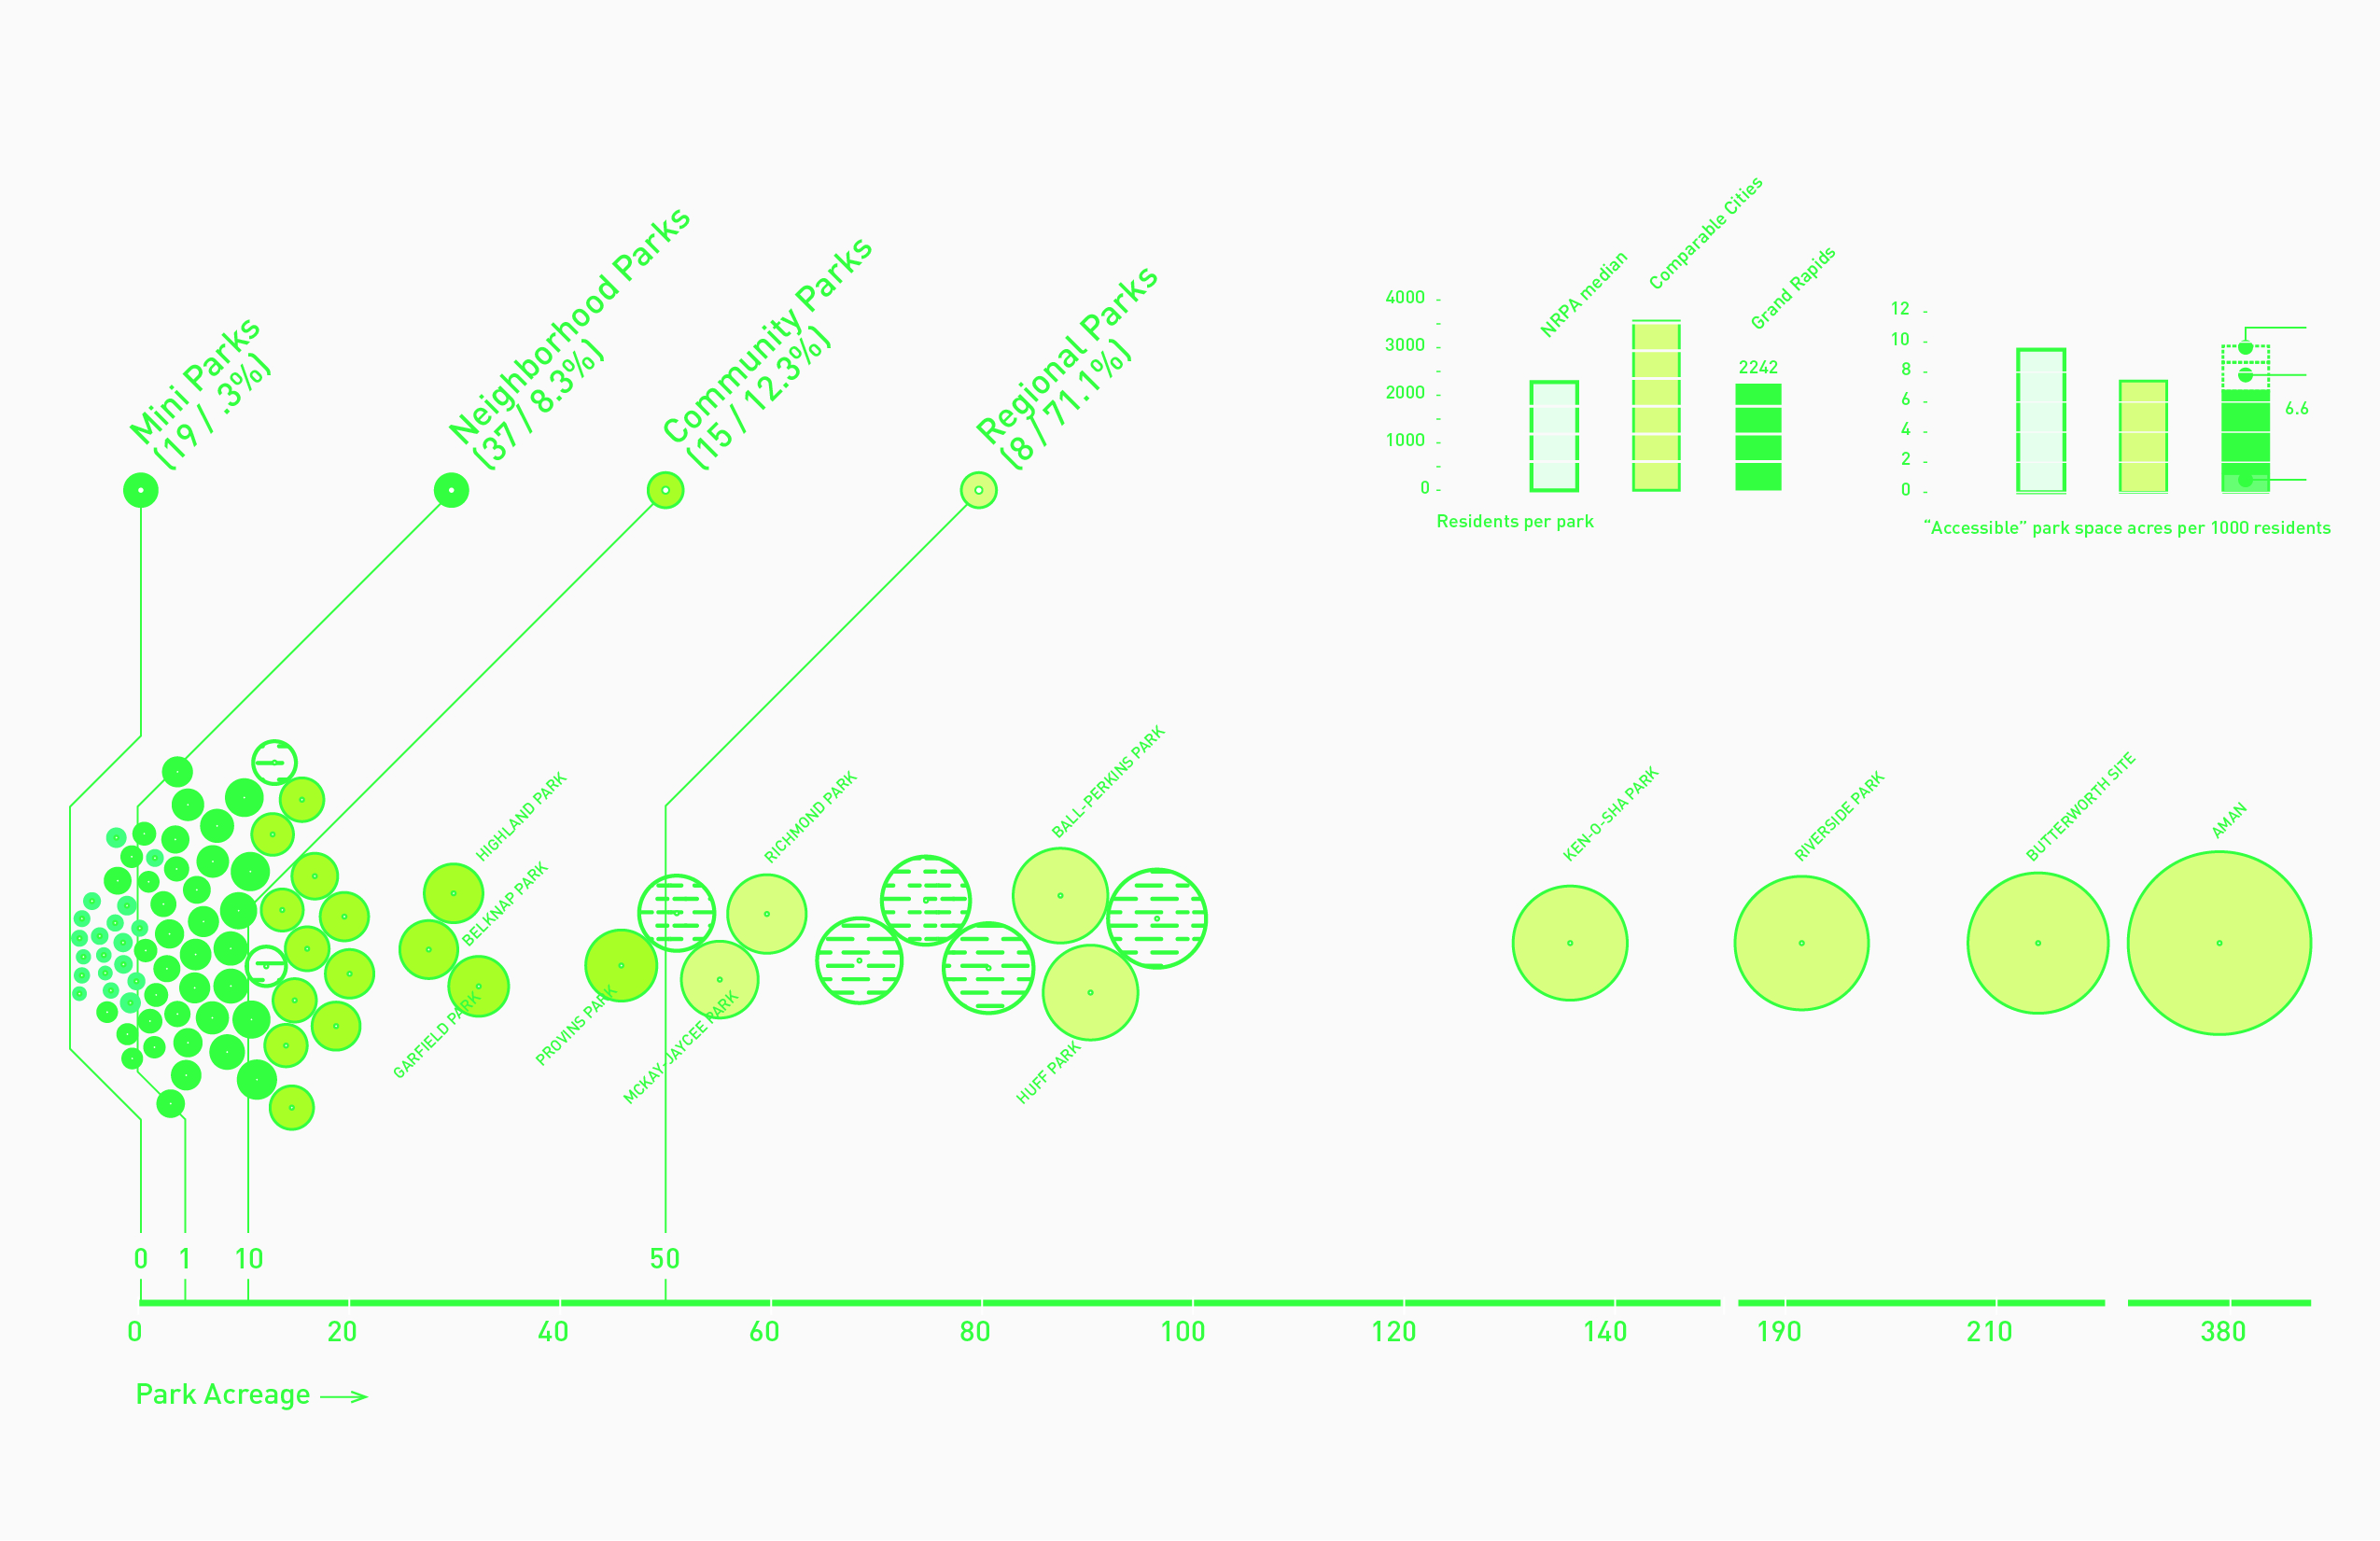 Mini Parks
(19 / .3%)
Neighborhood Parks
(37 / 8.3%)
Community Parks
(15 / 12.3%)
Regional Parks
(8 / 71.1%)
NRPA median
Comparable Cities
Grand Rapids
4000
3000
2000
1000
0
2242
Residents per park
12
10
8
6
4
2
0
6.6
“Accessible” park space acres per 1000 residents
HIGHLAND PARK
BELKNAP PARK
GARFIELD PARK
PROVINS PARK
MCKAY-JAYCEE PARK
RICHMOND PARK
BALL-PERKINS PARK
HUFF PARK
KEN-O-SHA PARK
RIVERSIDE PARK
BUTTERWORTH SITE
AMAN
0 1 10 50
0 20 40 60 80 100 120 140 190 210 380
Park Acreage